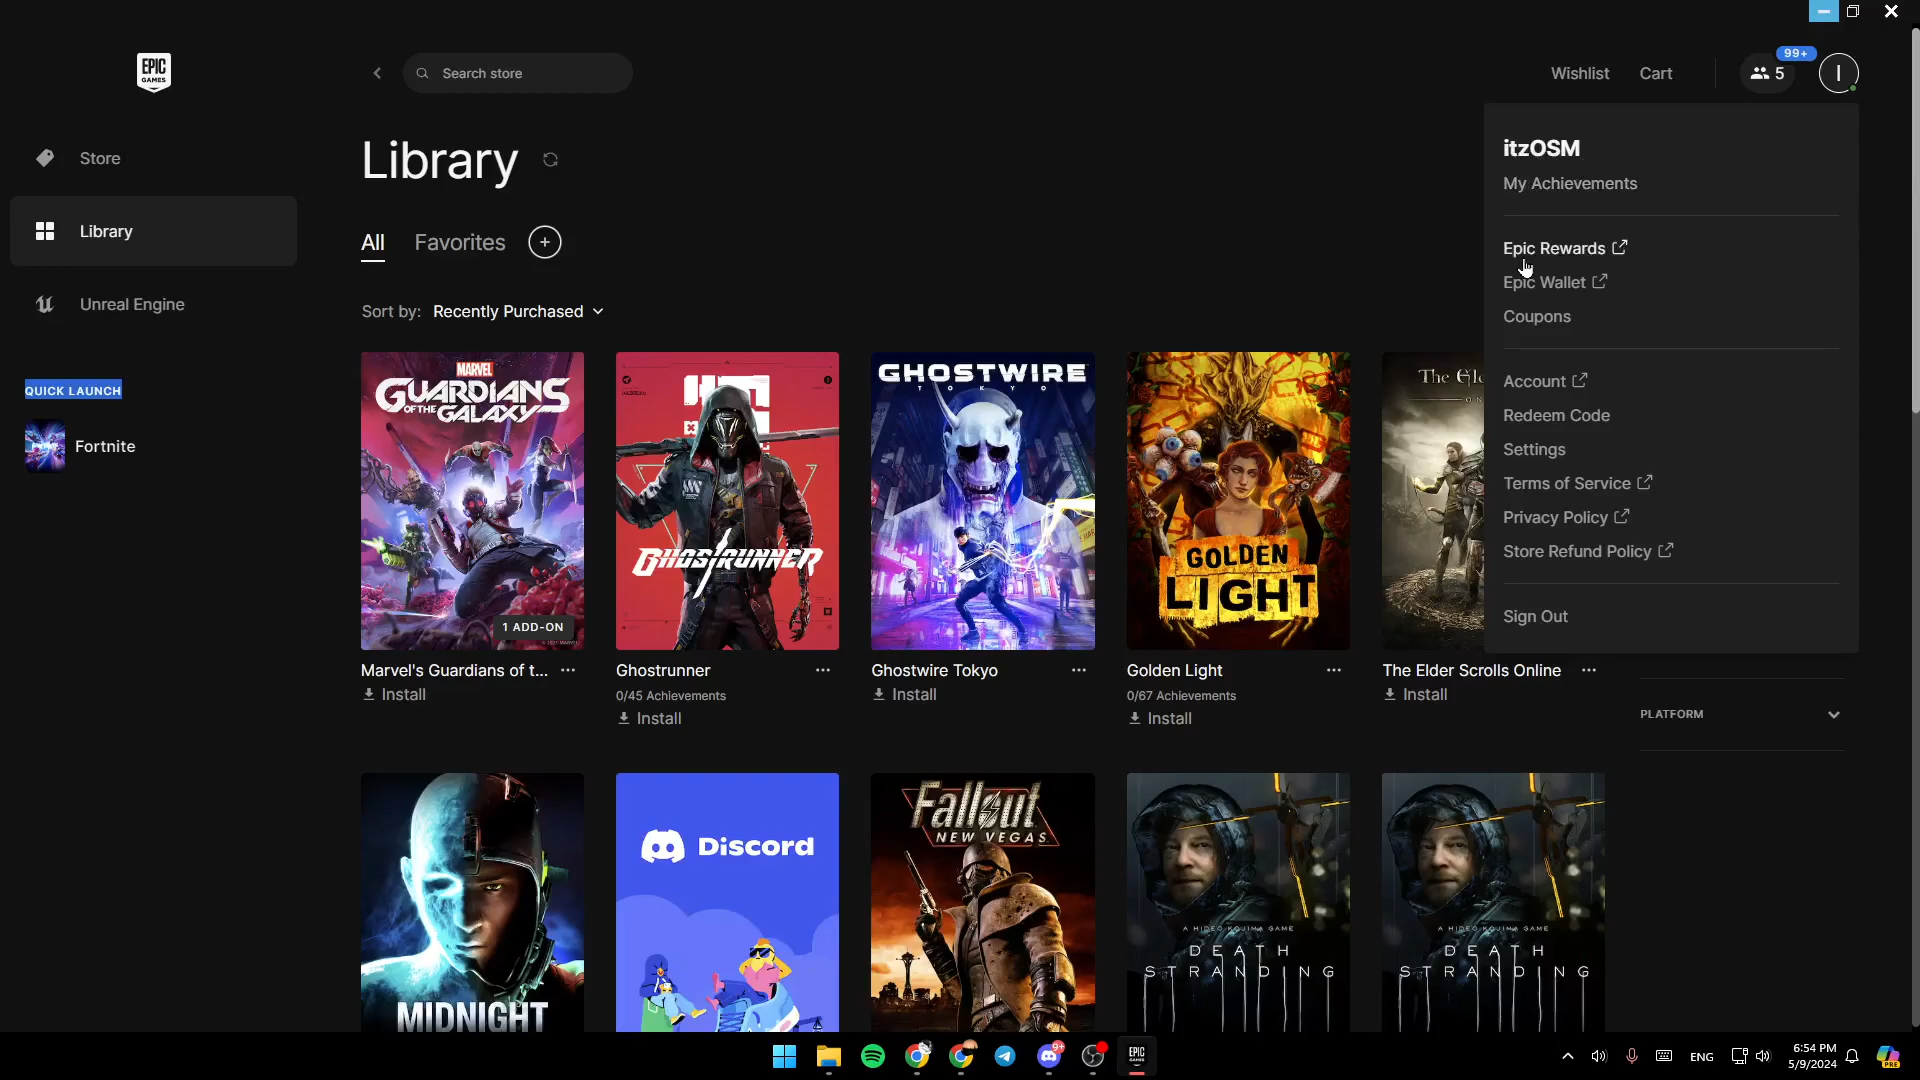 EPIC
GAMES
Search store
Wishlist
Cart
5
99+
I
Store
Library
Unreal Engine
QUICK LAUNCH
Fortnite
Library
All
Favorites
+
Sort by: Recently Purchased
itzOSM
My Achievements
Epic Rewards
Epic Wallet
Coupons
Account
Redeem Code
Settings
Terms of Service
Privacy Policy
Store Refund Policy
Sign Out
MARVEL
GUARDIANS
OF THE
GALAXY
1 ADD-ON
Marvel's Guardians of t...
Install
GHOSTRUNNER
Ghostrunner
0/45 Achievements
Install
GHOSTWIRE
TOKYO
Ghostwire Tokyo
Install
GOLDEN
LIGHT
Golden Light
0/67 Achievements
Install
The Elder Scrolls Online
Install
PLATFORM
MIDNIGHT
Discord
Fallout
NEW VEGAS
A HIDEO KOJIMA GAME
DEATH
STRANDING
A HIDEO KOJIMA GAME
DEATH
STRANDING
9+
EPIC
GAMES
ENG
6:54 PM
5/9/2024
PRE